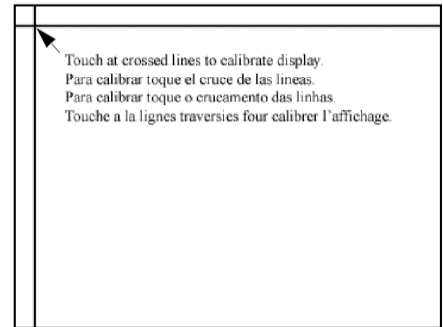 Touch at crossed lines to calibrate display.
Para calibrar toque el cruce de las lineas.
Para calibrar toque o crucamento das linhas.
Touche a la lignes traversies four calibrer l'affichage.